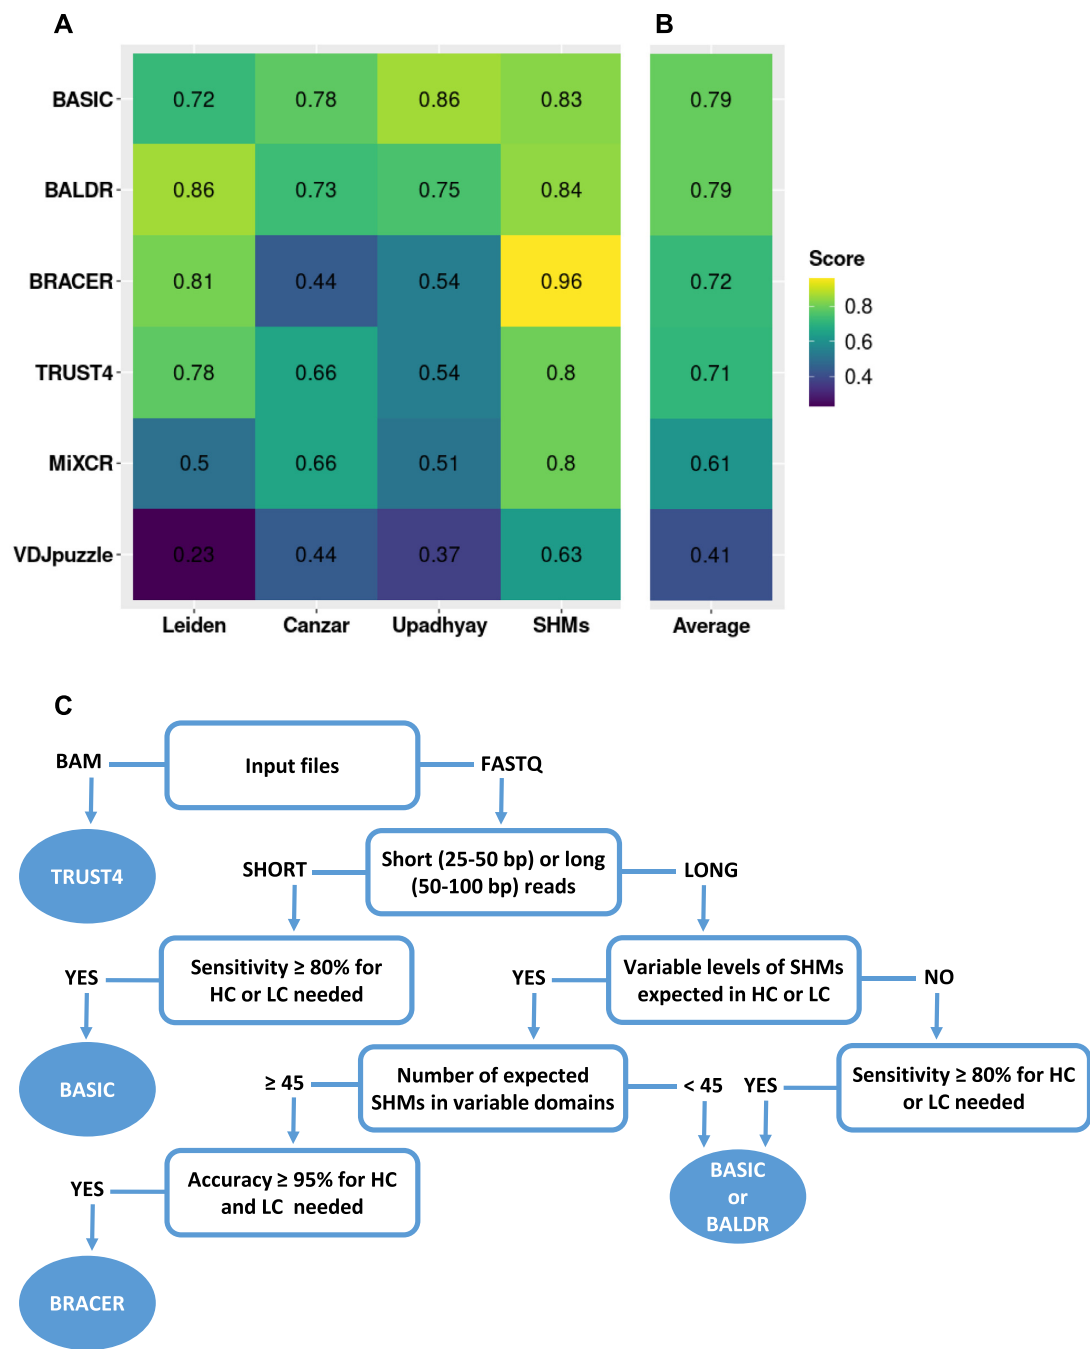 A
B
BASIC
0.72
0.78
0.86
0.83
0.79
BALDR
0.86
0.73
0.75
0.84
0.79
BRACER
0.81
0.44
0.54
0.96
0.72
TRUST4
0.78
0.66
0.54
0.8
0.71
MiXCR
0.5
0.66
0.51
0.8
0.61
VDJpuzzle
0.23
0.44
0.37
0.63
0.41
Leiden
Canzar
Upadhyay
SHMs
Average
Score
0.8
0.6
0.4
C
BAM
Input files
FASTQ
TRUST4
SHORT
Short (25-50 bp) or long
(50-100 bp) reads
LONG
YES
Sensitivity ≥ 80% for
HC or LC needed
YES
Variable levels of SHMs
expected in HC or LC
NO
BASIC
≥ 45
Number of expected
SHMs in variable domains
< 45
YES
Sensitivity ≥ 80% for HC
or LC needed
YES
Accuracy ≥ 95% for HC
and LC needed
BASIC
or
BALDR
BRACER